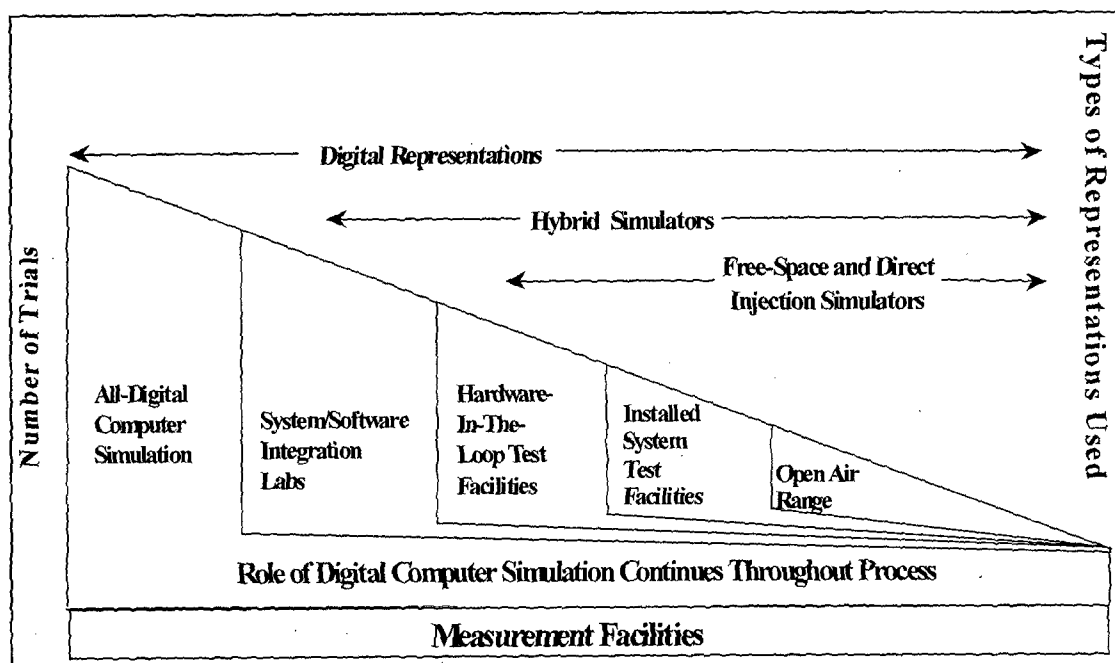 Types of Representations Used
Number of Trials
Digital Representations
Hybrid Simulators
Free-Space and Direct
Injection Simulators
All-Digital
Computer
Simulation
System/Software
Integration
Labs
Hardware-
In-The-
Loop Test
Facilities
Installed
System
Test
Facilities
Open Air
Range
Role of Digital Computer Simulation Continues Throughout Process
Measurement Facilities